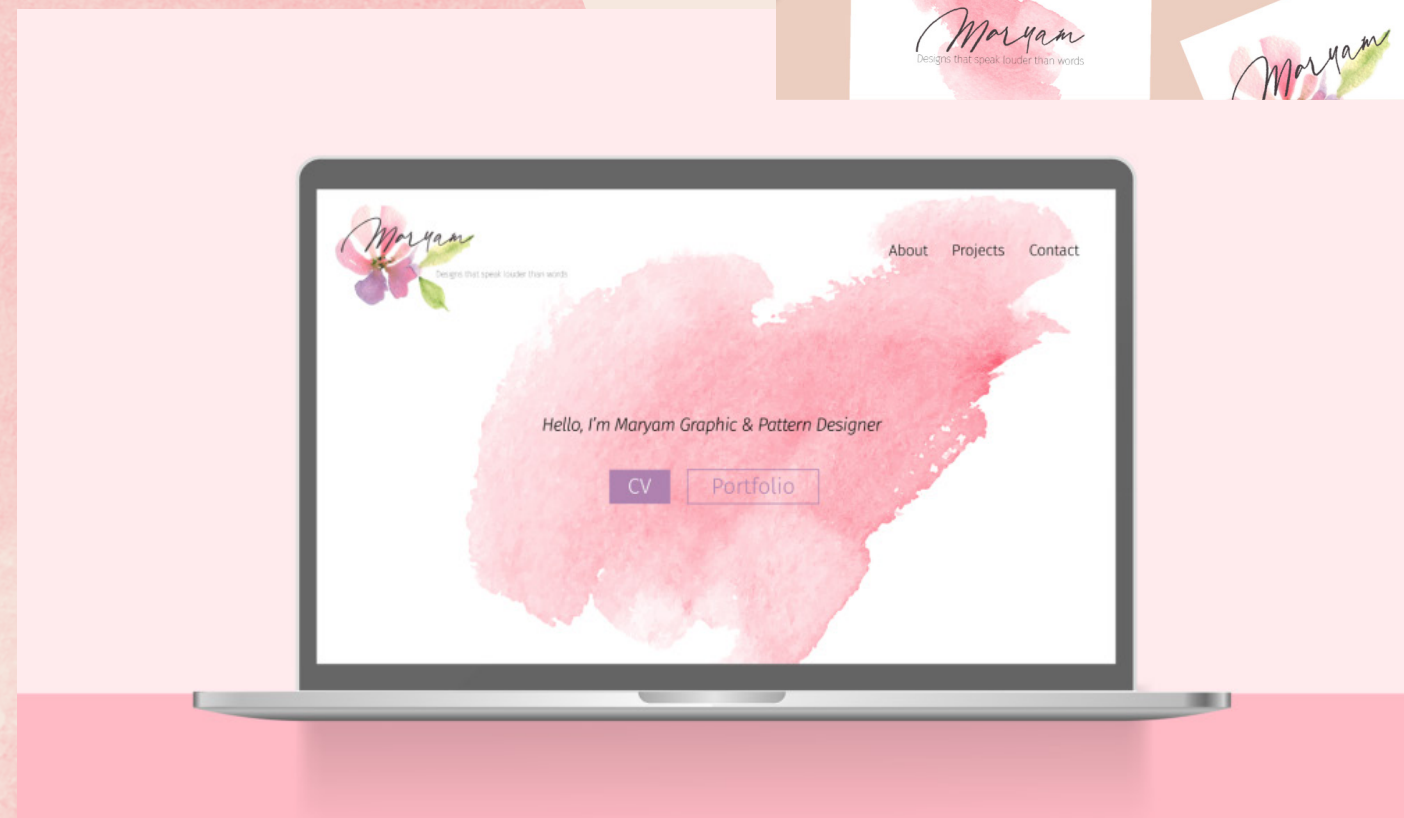 Maryam
Designs that speak louder than words
Maryam
Maryam
Designs that speak louder than words
About Projects Contact
Hello, I'm Maryam Graphic & Pattern Designer
CV Portfolio